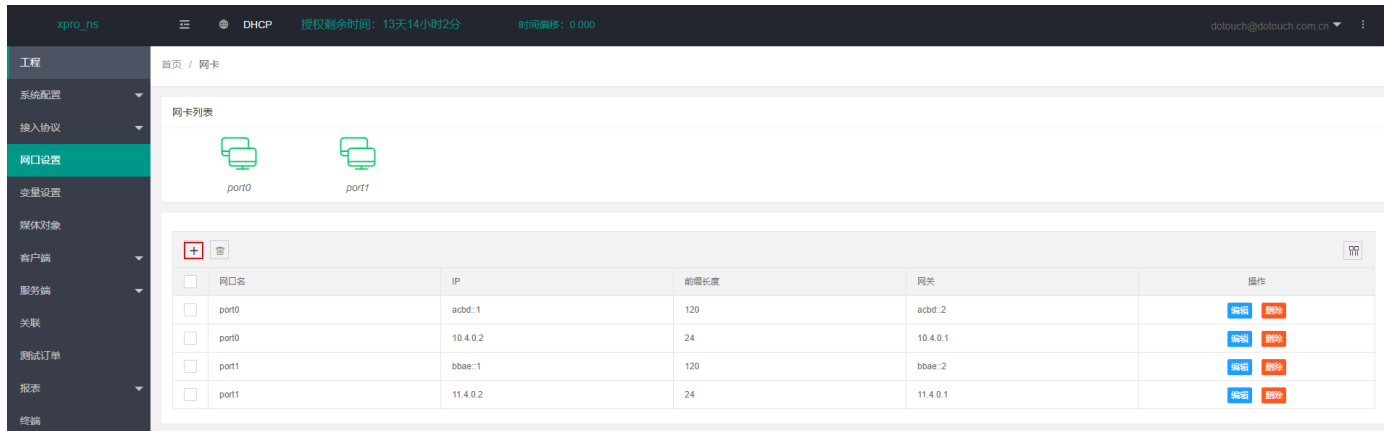 xpro_ns DHCP 授权剩余时间：13天14小时2分 时间偏移：0.000 dotouch@dotouch.com.cn
工程
系统配置
接入协议
网口设置
变量设置
媒体对象
客户端
服务端
关联
测试订单
报表
终端
首页 / 网卡
网卡列表
port0 port1
网口名 IP 前缀长度 网关 操作
port0 acbd::1 120 acbd::2 编辑 删除
port0 10.4.0.2 24 10.4.0.1 编辑 删除
port1 bbae::1 120 bbae::2 编辑 删除
port1 11.4.0.2 24 11.4.0.1 编辑 删除